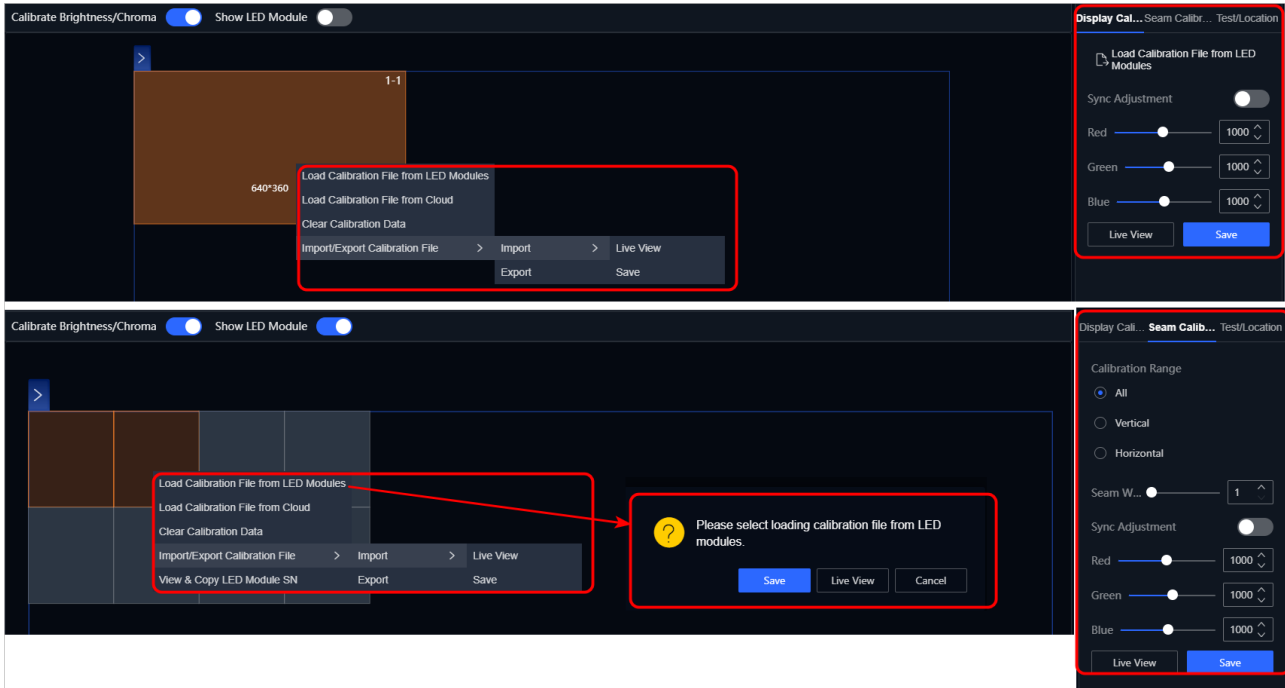 Calibrate Brightness/Chroma Show LED Module
1-1
640*360
Load Calibration File from LED Modules
Load Calibration File from Cloud
Clear Calibration Data
Import/Export Calibration File > Import > Live View
Export Save
Display Cal... Seam Calibr... Test/Location
Load Calibration File from LED
Modules
Sync Adjustment
Red 1000
Green 1000
Blue 1000
Live View Save
Calibrate Brightness/Chroma Show LED Module
Load Calibration File from LED Modules
Load Calibration File from Cloud
Clear Calibration Data
Import/Export Calibration File > Import > Live View
View & Copy LED Module SN Export Save
Please select loading calibration file from LED
modules.
Save Live View Cancel
Display Cali... Seam Calib... Test/Location
Calibration Range
All
Vertical
Horizontal
Seam W... 1
Sync Adjustment
Red 1000
Green 1000
Blue 1000
Live View Save